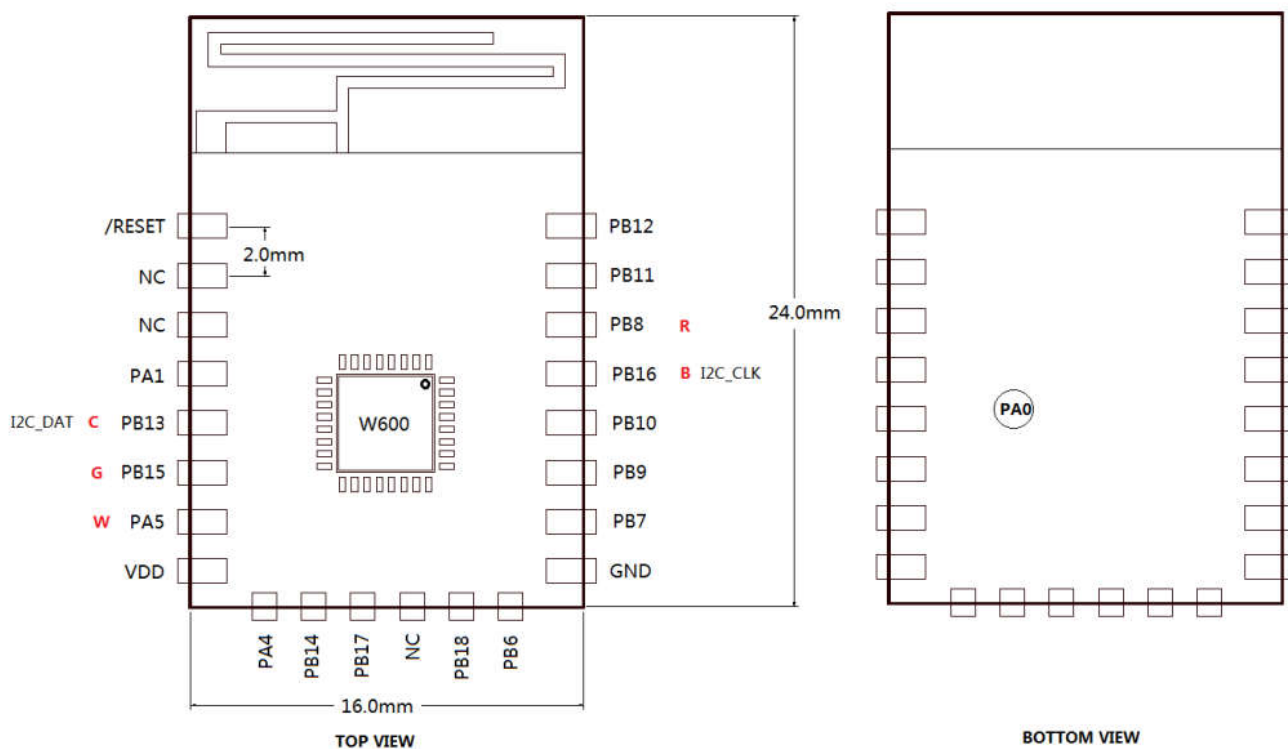 /RESET
PB12
2.0mm
NC
PB11
NC
PB8 R
24.0mm
PA1
PB16 B I2C_CLK
I2C_DAT C PB13
W600
PB10
PA0
G PB15
PB9
W PA5
PB7
VDD
GND
PA4
PB14
PB17
NC
PB18
PB6
16.0mm
TOP VIEW
BOTTOM VIEW